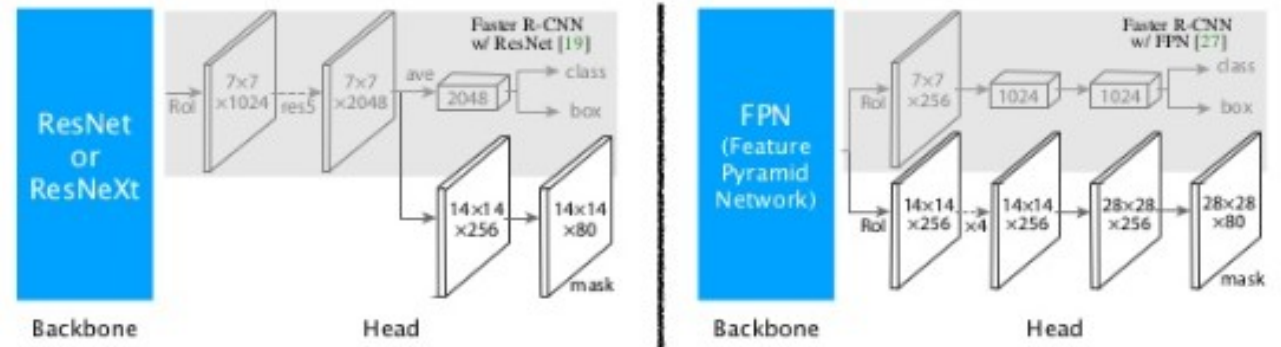 ResNet
or
ResNeXt
Backbone
Faster R-CNN
w/ ResNet [19]
RoI
7×7
×1024
res5
7×7
×2048
ave
2048
class
box
14×14
×256
14×14
×80
mask
Head
FPN
(Feature
Pyramid
Network)
Backbone
Faster R-CNN
w/ FPN [27]
RoI
7×7
×256
1024
1024
class
box
RoI
14×14
×256
×4
14×14
×256
28×28
×256
28×28
×80
mask
Head